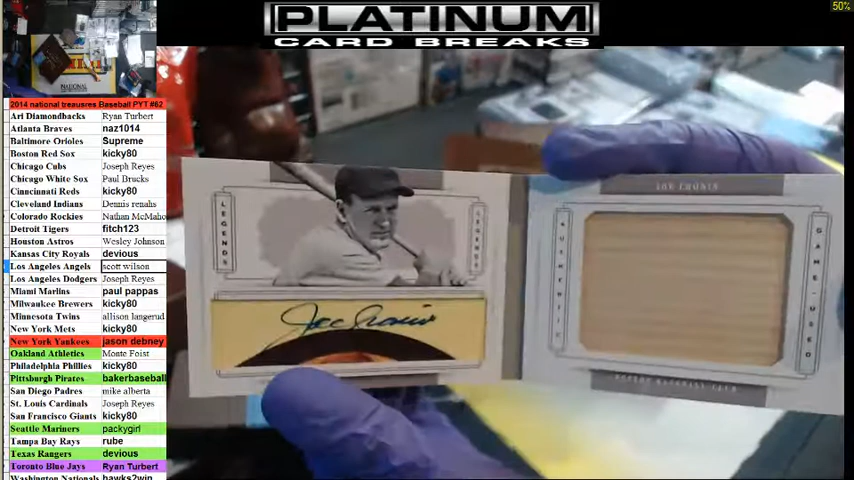 50%
PLATINUM
CARD BREAKS
2014 national treausres Baseball PYT #62
Ari Diamondbacks Ryan Turbert
Atlanta Braves naz1014
Baltimore Orioles Supreme
Boston Red Sox kicky80
Chicago Cubs Joseph Reyes
Chicago White Sox Paul Brucks
Ciincinnati Reds kicky80
Cleveland Indians Dennis renahs
Colorado Rockies Nathan McMaho
Detroit Tigers fitch123
Houston Astros Wesley Johnson
Kansas City Royals devious
Los Angeles Angels scott wilson
Los Angeles Dodgers Joseph Reyes
Miami Marlins paul pappas
Milwaukee Brewers kicky80
Minnesota Twins allison langerud
New York Mets kicky80
New York Yankees jason debney
Oakland Athletics Monte Foist
Philadelphia Phillies kicky80
Pittsburgh Pirates bakerbaseball
San Diego Padres mike alberta
St. Louis Cardinals Joseph Reyes
San Francisco Giants kicky80
Seattle Mariners packygirl
Tampa Bay Rays rube
Texas Rangers devious
Toronto Blue Jays Ryan Turbert
Washington Nationals hawks2win
LEGENDS
LEGENDS
Joe Cronin
JOE CRONIN
AUTHENTIC
GAME-USED